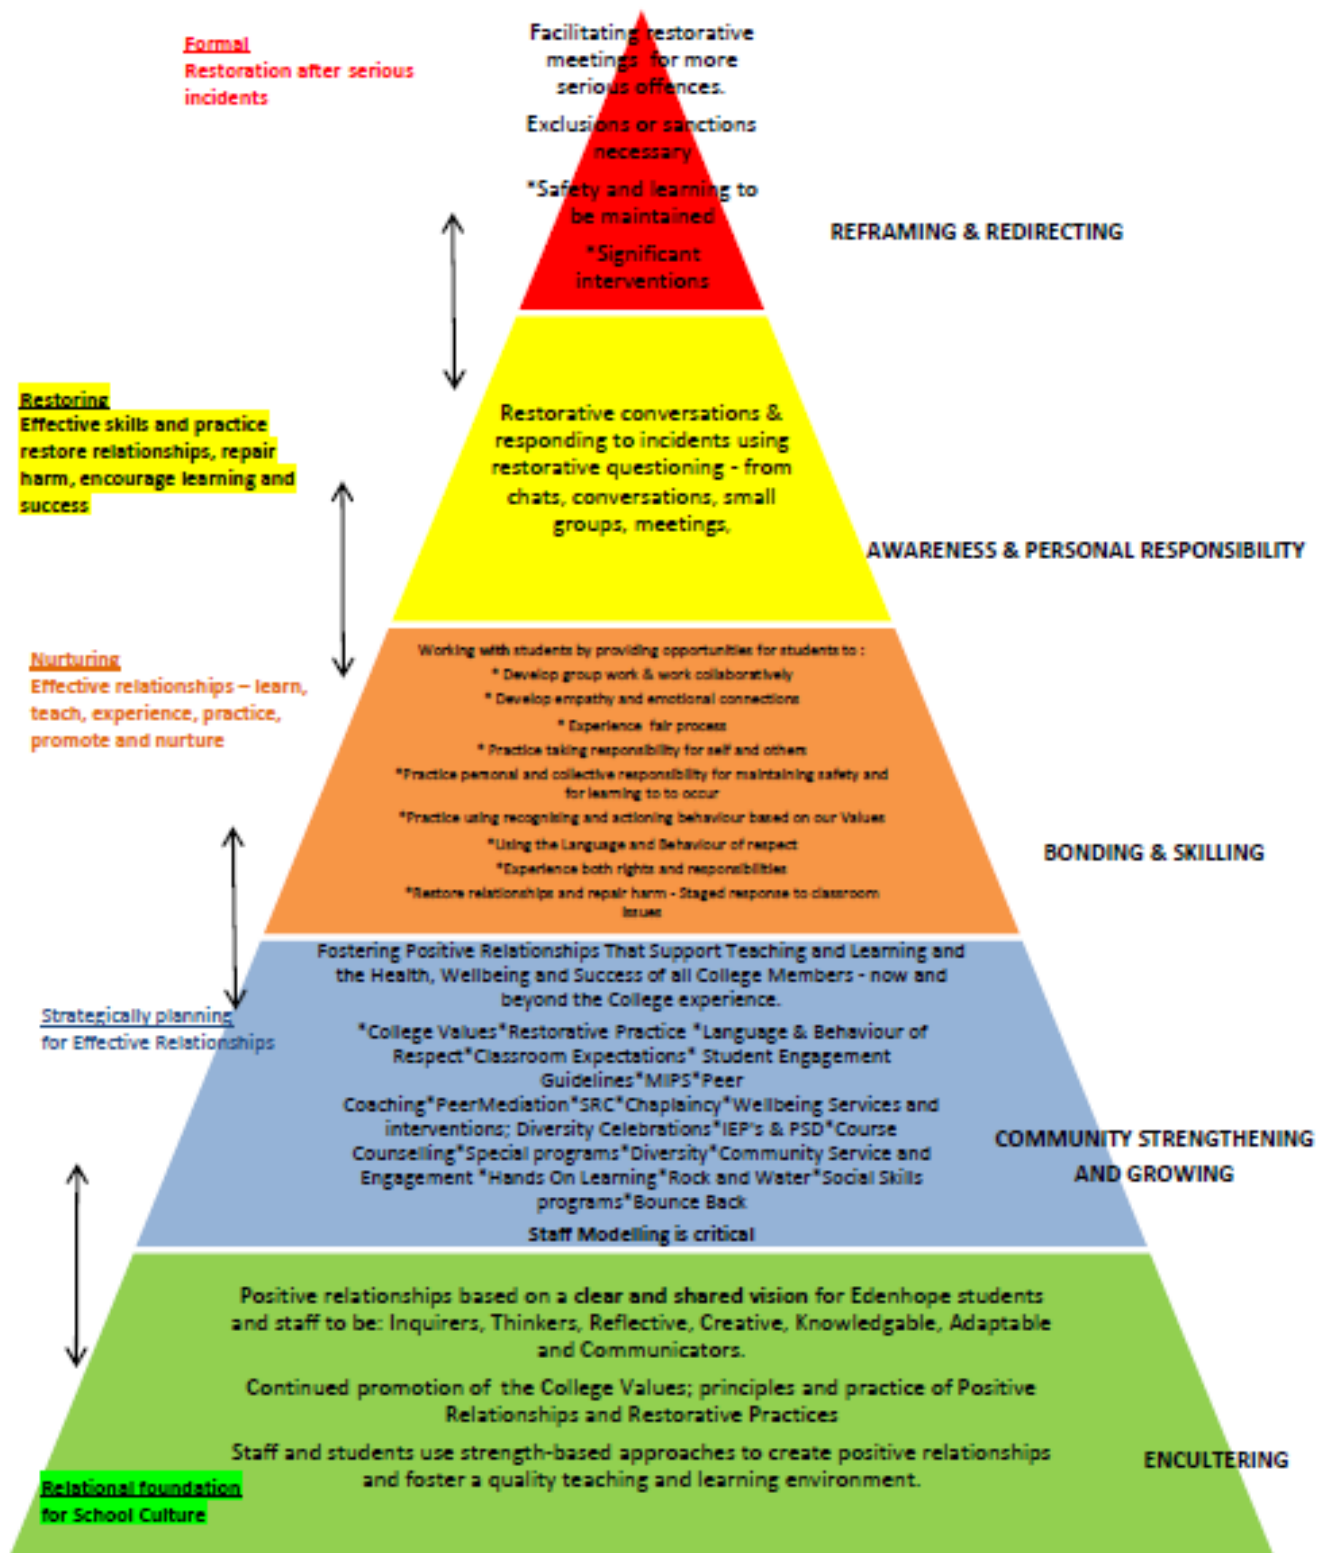 Formal
Restoration after serious
incidents
Facilitating restorative
meetings for more
serious offences.
Exclusions or sanctions
necessary
*Safety and learning to
be maintained
*Significant
interventions
REFRAMING & REDIRECTING
Restoring
Effective skills and practice
restore relationships, repair
harm, encourage learning and
success
Restorative conversations &
responding to incidents using
restorative questioning - from
chats, conversations, small
groups, meetings,
AWARENESS & PERSONAL RESPONSIBILITY
Nurturing
Effective relationships – learn,
teach, experience, practice,
promote and nurture
Working with students by providing opportunities for students to :
* Develop group work & work collaboratively
* Develop empathy and emotional connections
* Experience fair process
* Practice taking responsibility for self and others
*Practice personal and collective responsibility for maintaining safety and
for learning to to occur
*Practice using recognising and actioning behaviour based on our Values
*Using the Language and Behaviour of respect
*Experience both rights and responsibilities
*Restore relationships and repair harm - Staged response to classroom
issues
BONDING & SKILLING
Strategically planning
for Effective Relationships
Fostering Positive Relationships That Support Teaching and Learning and
the Health, Wellbeing and Success of all College Members - now and
beyond the College experience.
*College Values*Restorative Practice *Language & Behaviour of
Respect*Classroom Expectations* Student Engagement
Guidelines*MIPS*Peer
Coaching*PeerMediation*SRC*Chaplaincy*Wellbeing Services and
interventions; Diversity Celebrations*IEP's & PSD*Course
Counselling*Special programs*Diversity*Community Service and
Engagement *Hands On Learning*Rock and Water*Social Skills
programs*Bounce Back
Staff Modelling is critical
COMMUNITY STRENGTHENING
AND GROWING
Positive relationships based on a clear and shared vision for Edenhope students
and staff to be: Inquirers, Thinkers, Reflective, Creative, Knowledgable, Adaptable
and Communicators.
Continued promotion of the College Values; principles and practice of Positive
Relationships and Restorative Practices
Staff and students use strength-based approaches to create positive relationships
and foster a quality teaching and learning environment.
ENCULTERING
Relational foundation
for School Culture